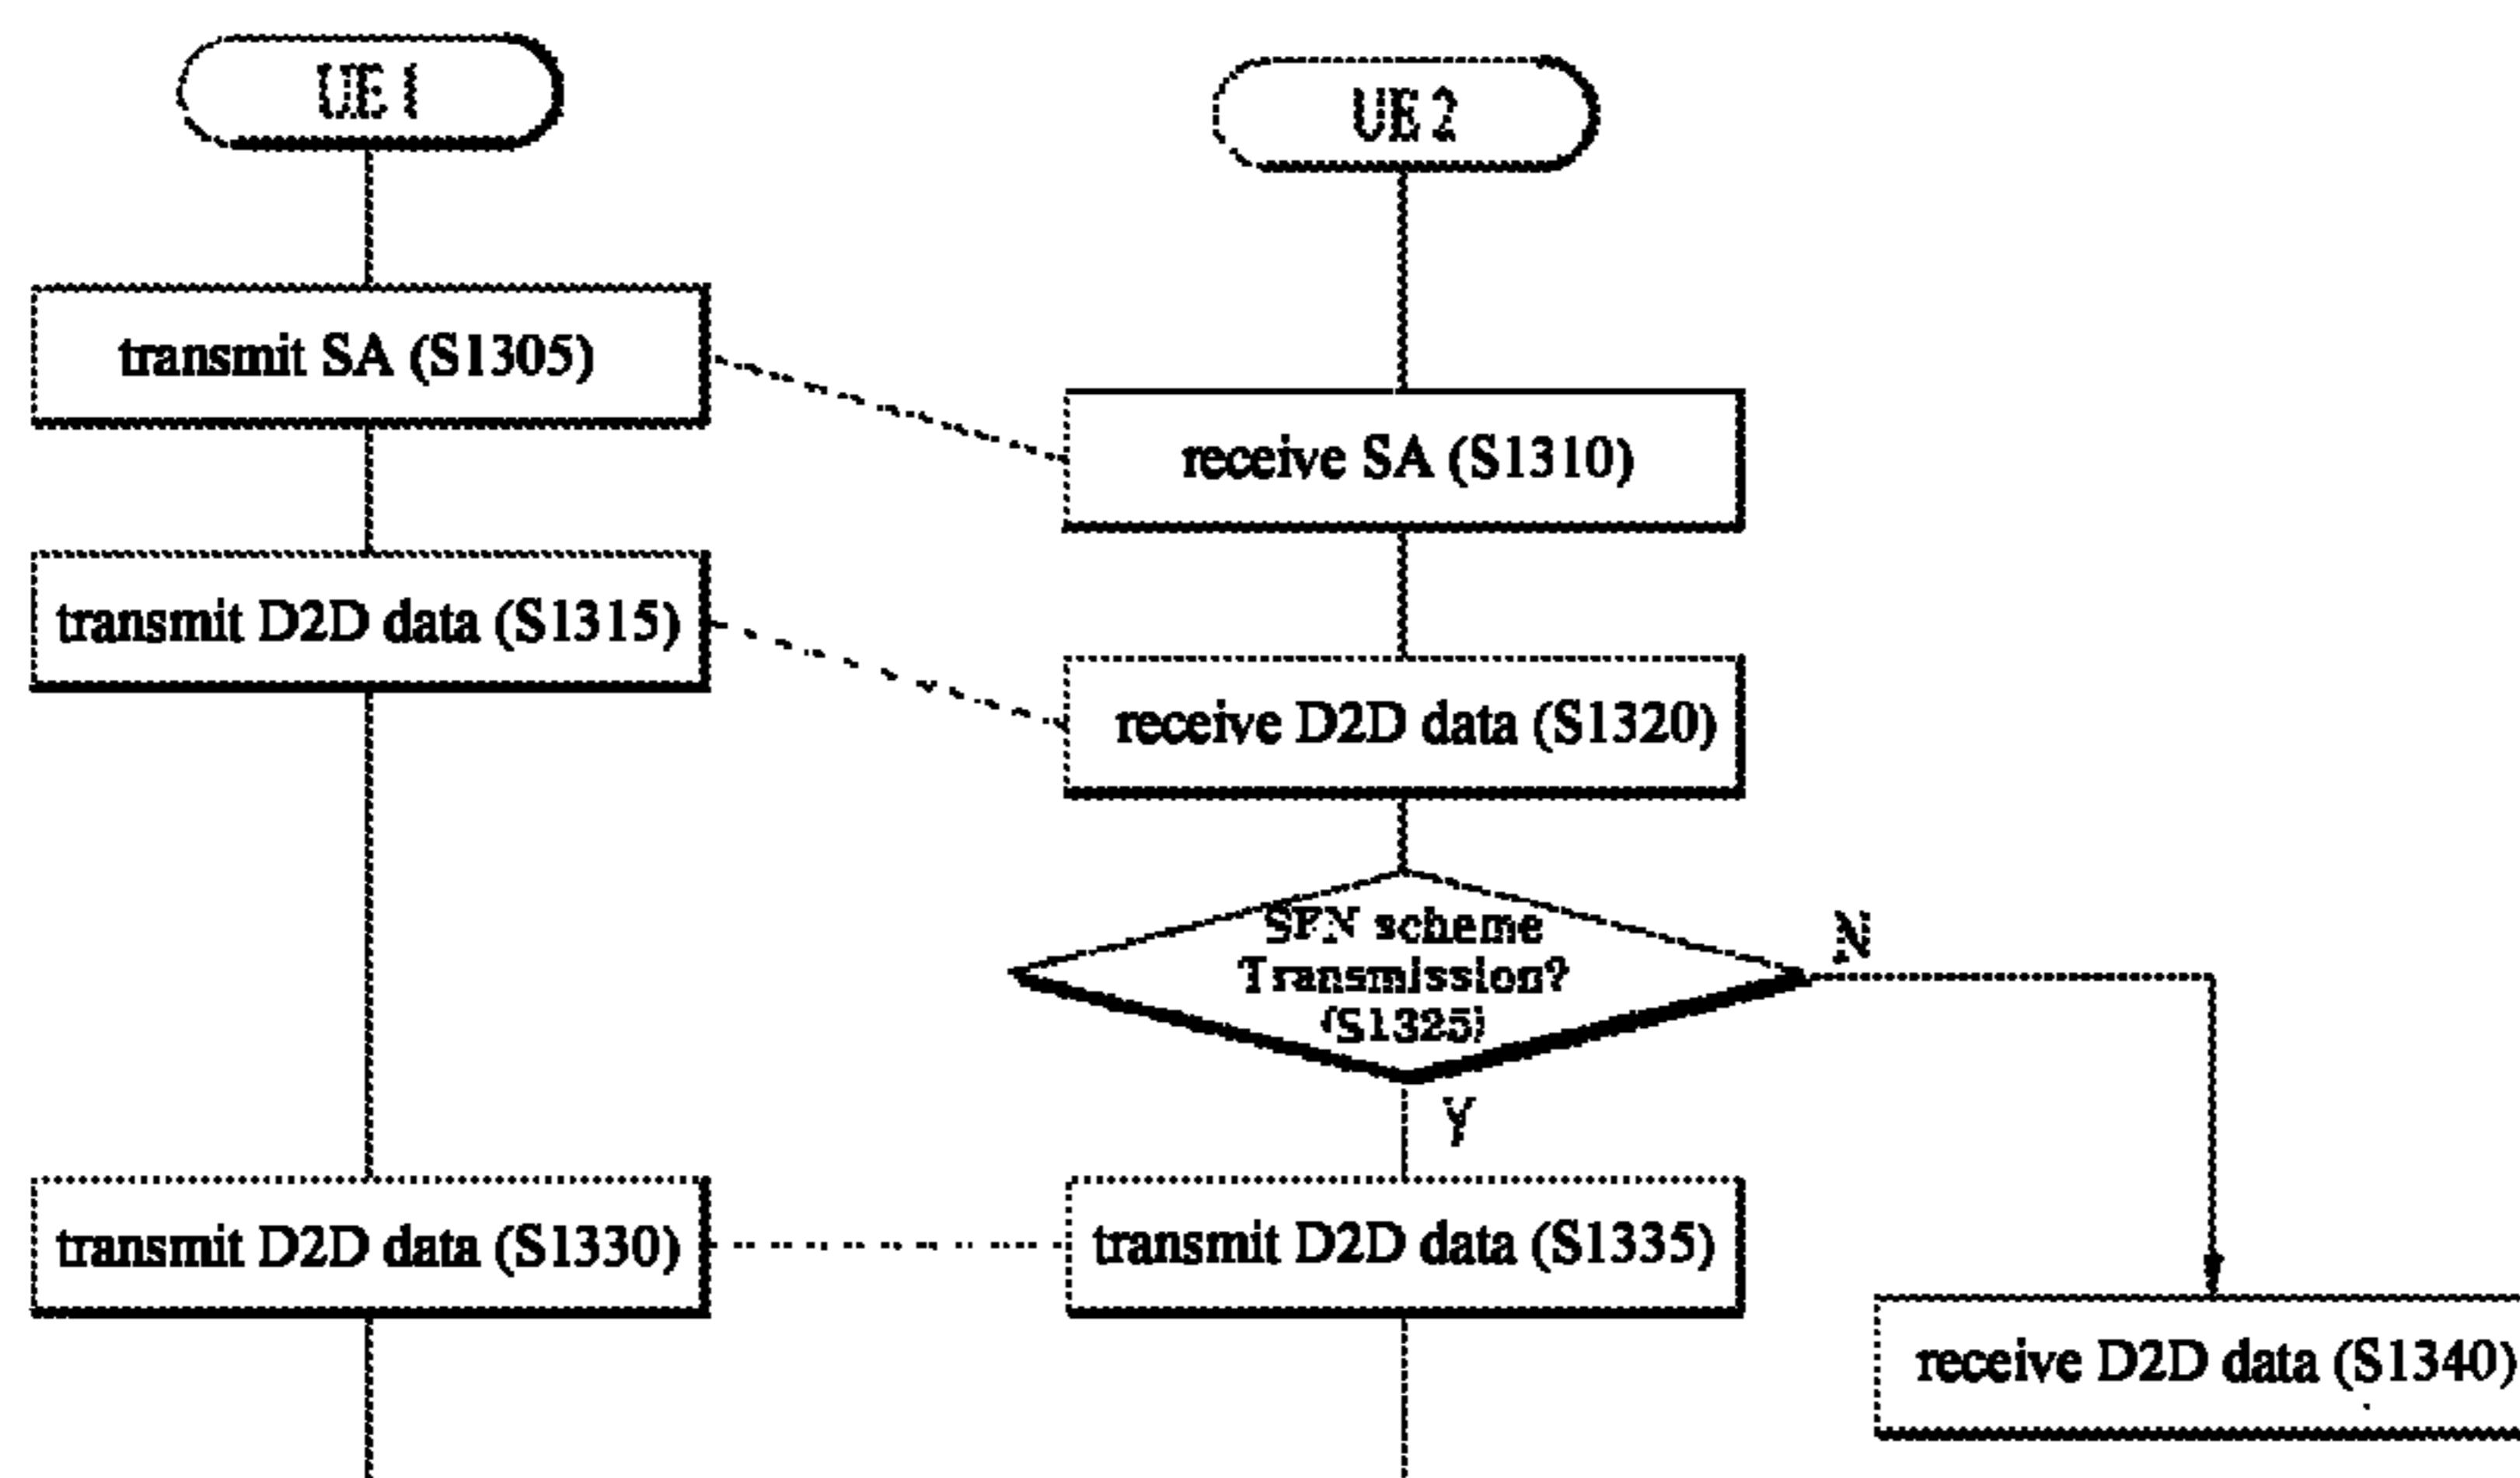 UE 1
UE 2
transmit SA (S1305)
receive SA (S1310)
transmit D2D data (S1315)
receive D2D data (S1320)
SFN scheme
Transmission?
(S1325)
N
Y
transmit D2D data (S1330)
transmit D2D data (S1335)
receive D2D data (S1340)